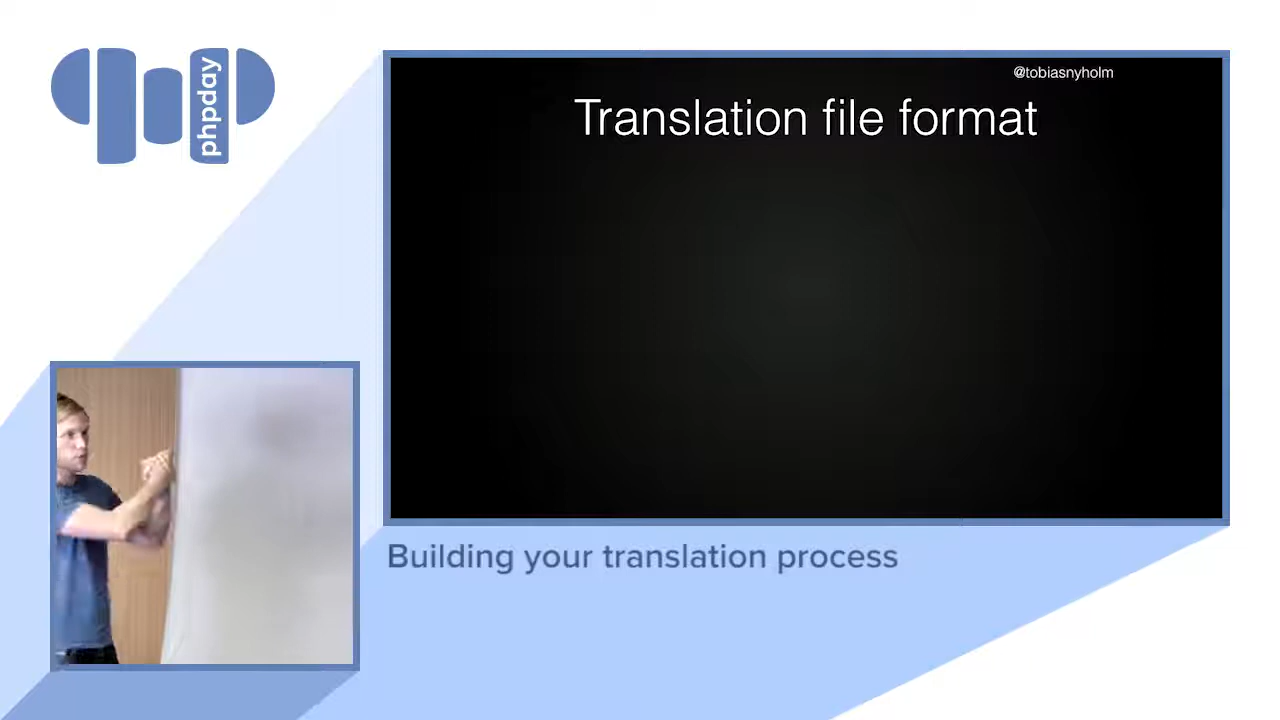 phpday
@tobiasnyholm
Translation file format
Building your translation process